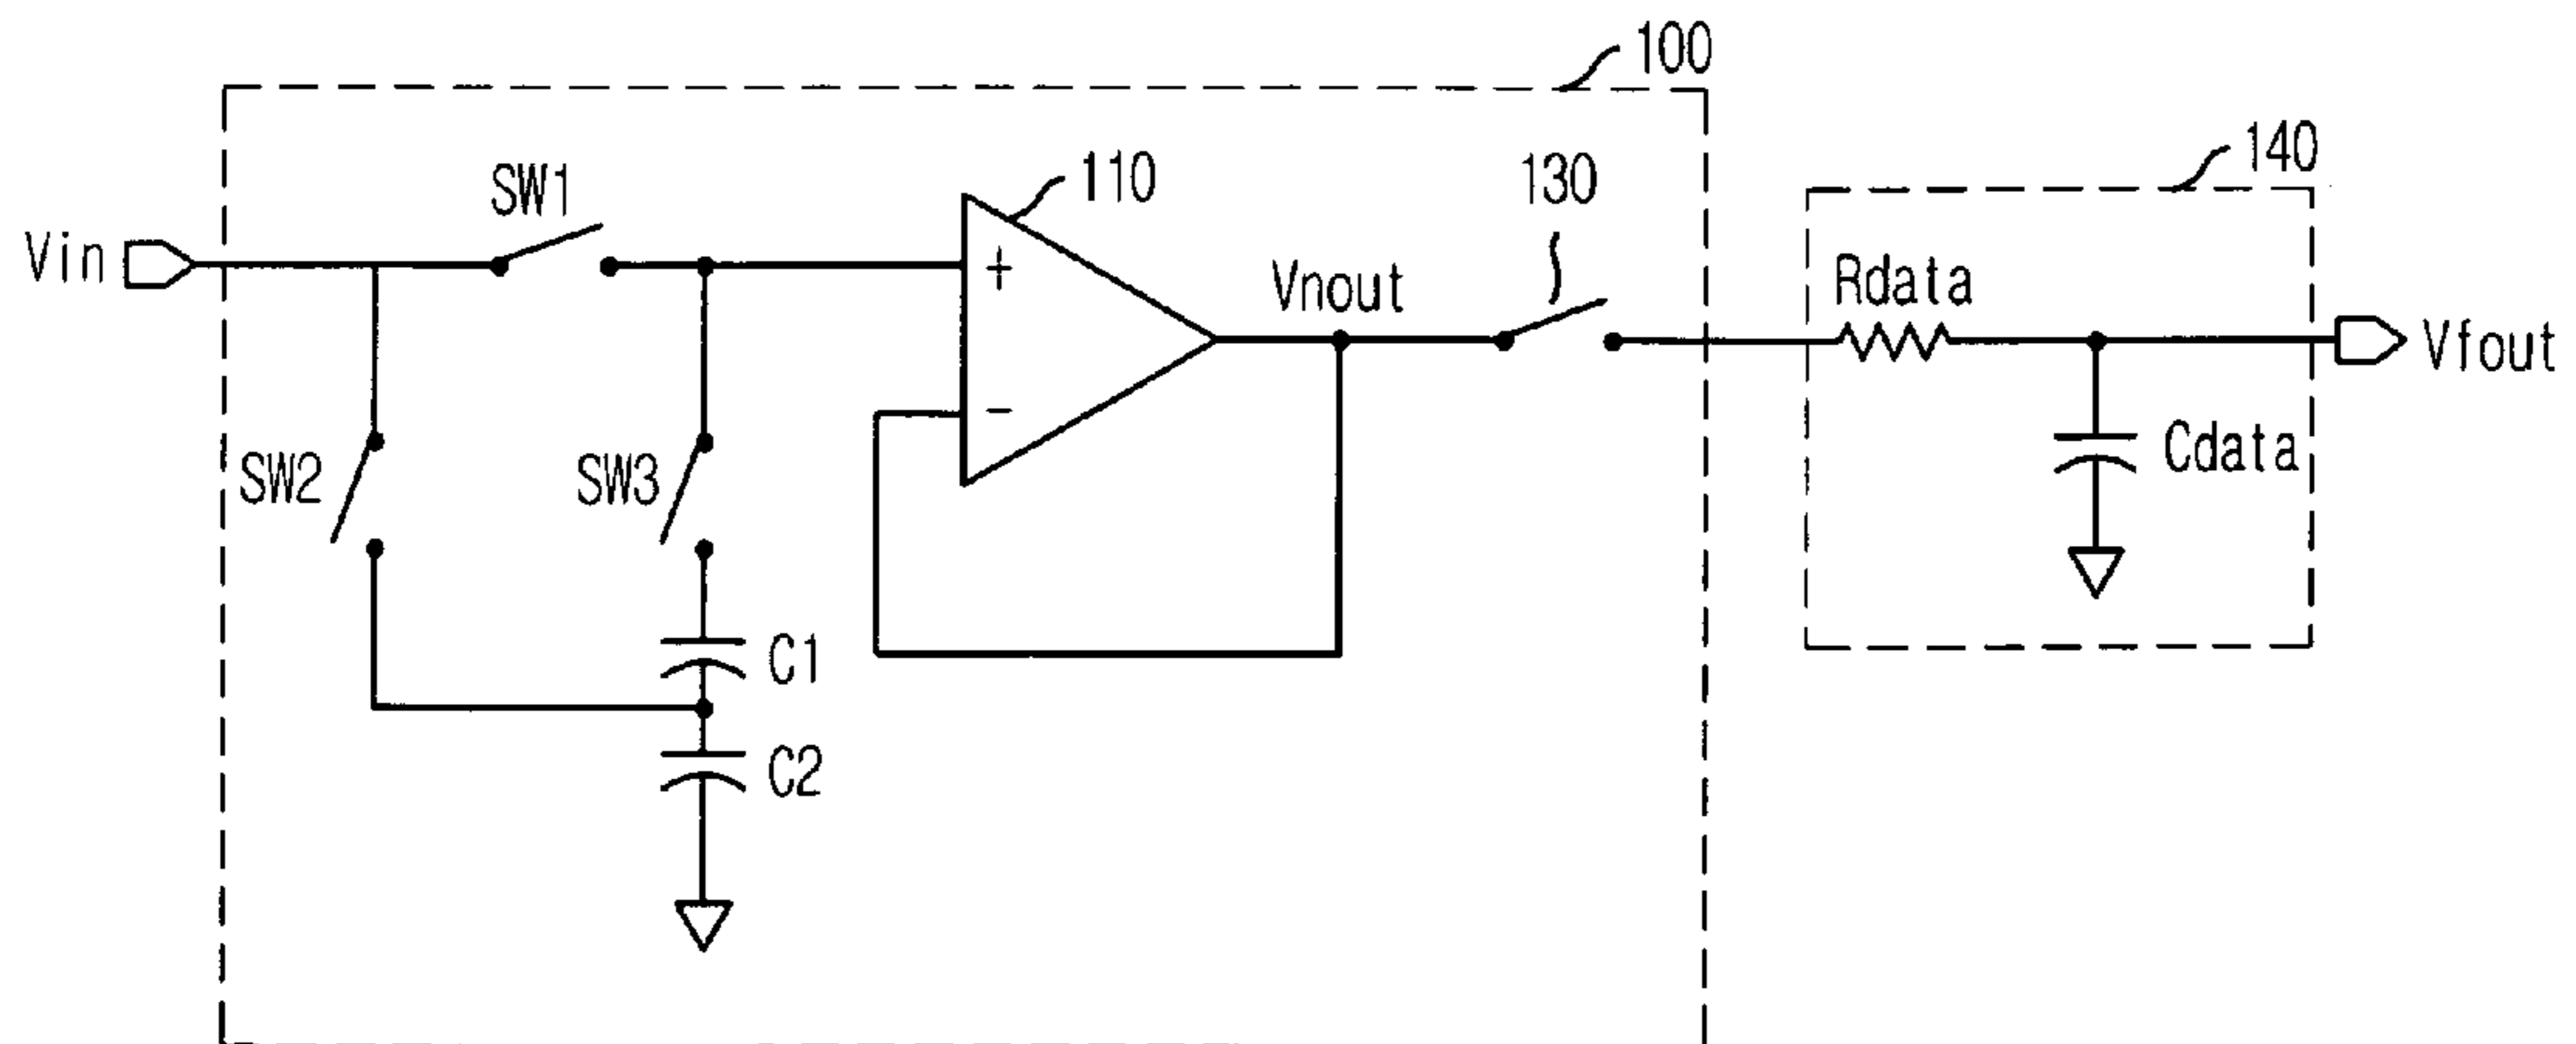 100
140
SW1
110
130
Vin
+
Vnout
Rdata
Vfout
-
SW2
SW3
Cdata
C1
C2